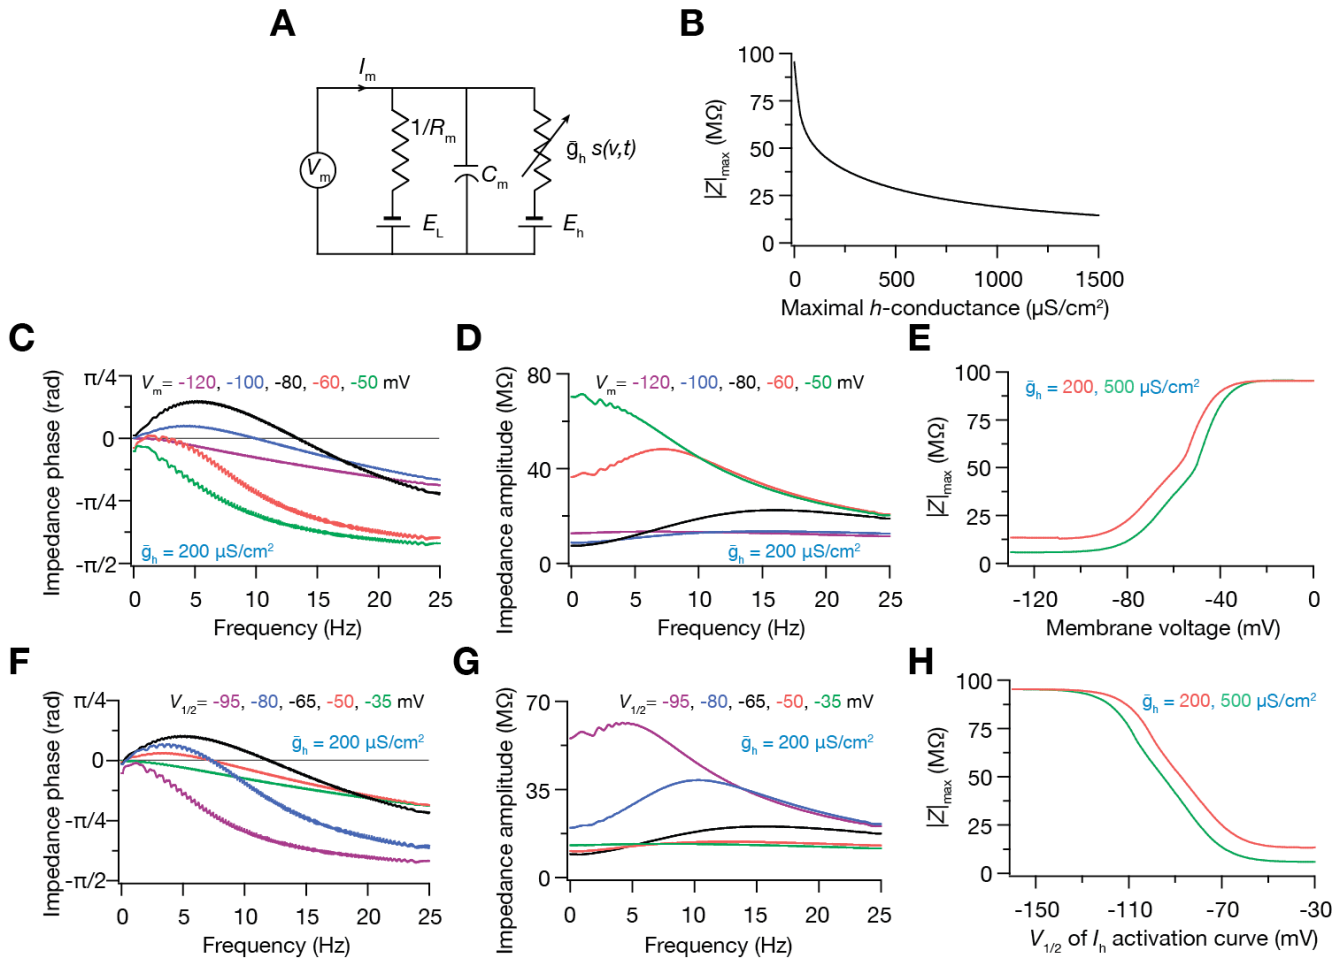 A
I_m
V_m
1/R_m
C_m
ḡ_h s(v,t)
E_L
E_h
B
|Z|_max (MΩ)
100
75
50
25
0
0 500 1000 1500
Maximal h-conductance (µS/cm²)
C
Impedance phase (rad)
π/4
0
-π/4
-π/2
V_m= -120, -100, -80, -60, -50 mV
ḡ_h = 200 µS/cm²
0 5 10 15 20 25
Frequency (Hz)
D
Impedance amplitude (MΩ)
80
40
0
V_m= -120, -100, -80, -60, -50 mV
ḡ_h = 200 µS/cm²
0 5 10 15 20 25
Frequency (Hz)
E
|Z|_max (MΩ)
100
75
50
25
0
ḡ_h = 200, 500 µS/cm²
-120 -80 -40 0
Membrane voltage (mV)
F
Impedance phase (rad)
π/4
0
-π/4
-π/2
V_1/2= -95, -80, -65, -50, -35 mV
ḡ_h = 200 µS/cm²
0 5 10 15 20 25
Frequency (Hz)
G
Impedance amplitude (MΩ)
70
35
0
V_1/2= -95, -80, -65, -50, -35 mV
ḡ_h = 200 µS/cm²
0 5 10 15 20 25
Frequency (Hz)
H
|Z|_max (MΩ)
100
75
50
25
0
ḡ_h = 200, 500 µS/cm²
-150 -110 -70 -30
V_1/2 of I_h activation curve (mV)